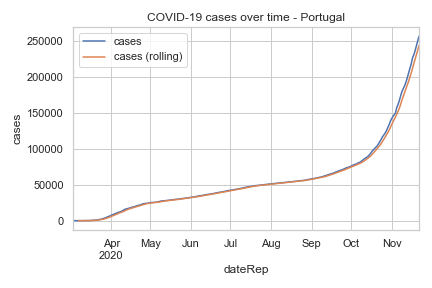 COVID-19 cases over time - Portugal
cases
cases (rolling)
250000
200000
150000
100000
50000
0
cases
Apr May Jun Jul Aug Sep Oct Nov
2020
dateRep